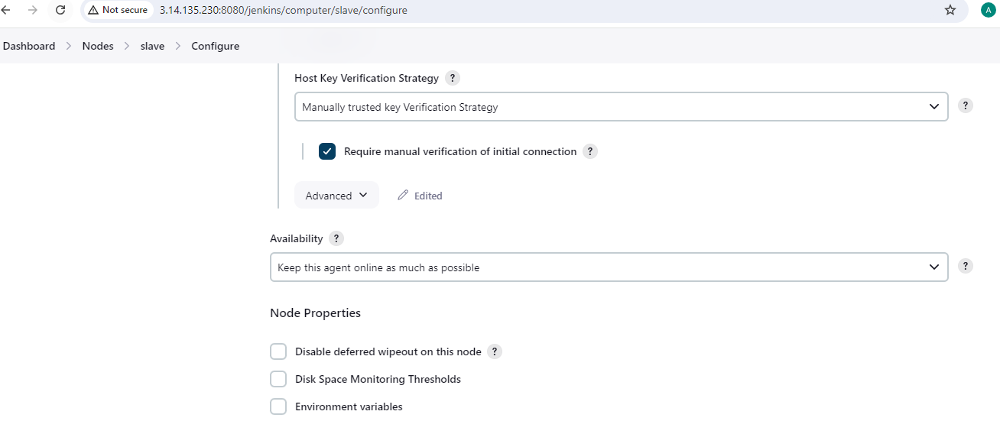 Not secure 3.14.135.230:8080/jenkins/computer/slave/configure A
Dashboard > Nodes > slave > Configure
Host Key Verification Strategy ?
Manually trusted key Verification Strategy ?
Require manual verification of initial connection ?
Advanced Edited
Availability ?
Keep this agent online as much as possible ?
Node Properties
Disable deferred wipeout on this node ?
Disk Space Monitoring Thresholds
Environment variables